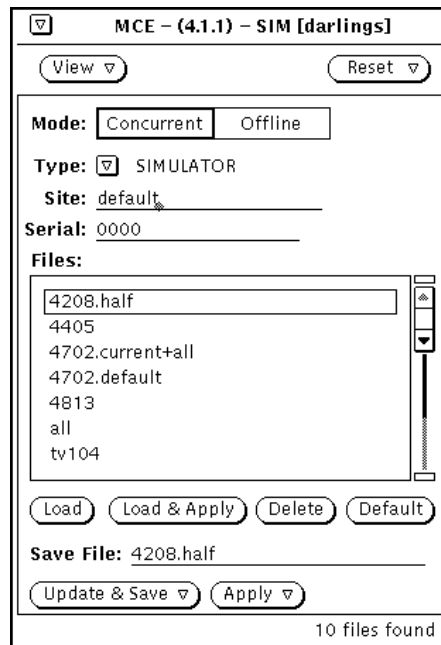 MCE – (4.1.1) – SIM [darlings]
View Reset
Mode: Concurrent Offline
Type: SIMULATOR
Site: default
Serial: 0000
Files:
4208.half
4405
4702.current+all
4702.default
4813
all
tv104
Load Load & Apply Delete Default
Save File: 4208.half
Update & Save Apply
10 files found